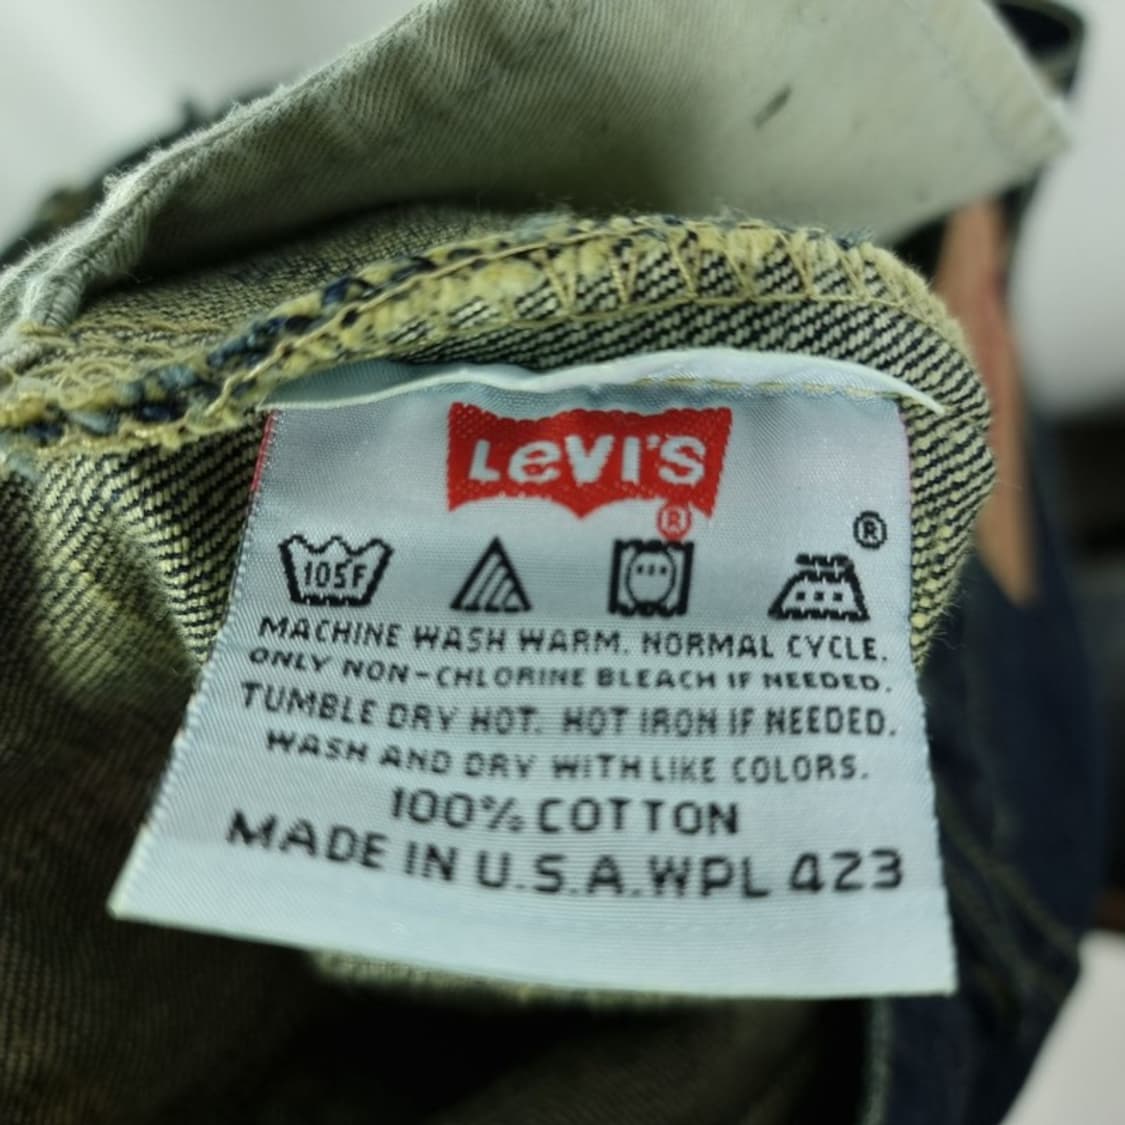 LEVI'S
®
®
105F
MACHINE WASH WARM. NORMAL CYCLE.
ONLY NON-CHLORINE BLEACH IF NEEDED.
TUMBLE DRY HOT. HOT IRON IF NEEDED.
WASH AND DRY WITH LIKE COLORS.
100% COTTON
MADE IN U.S.A. WPL 423